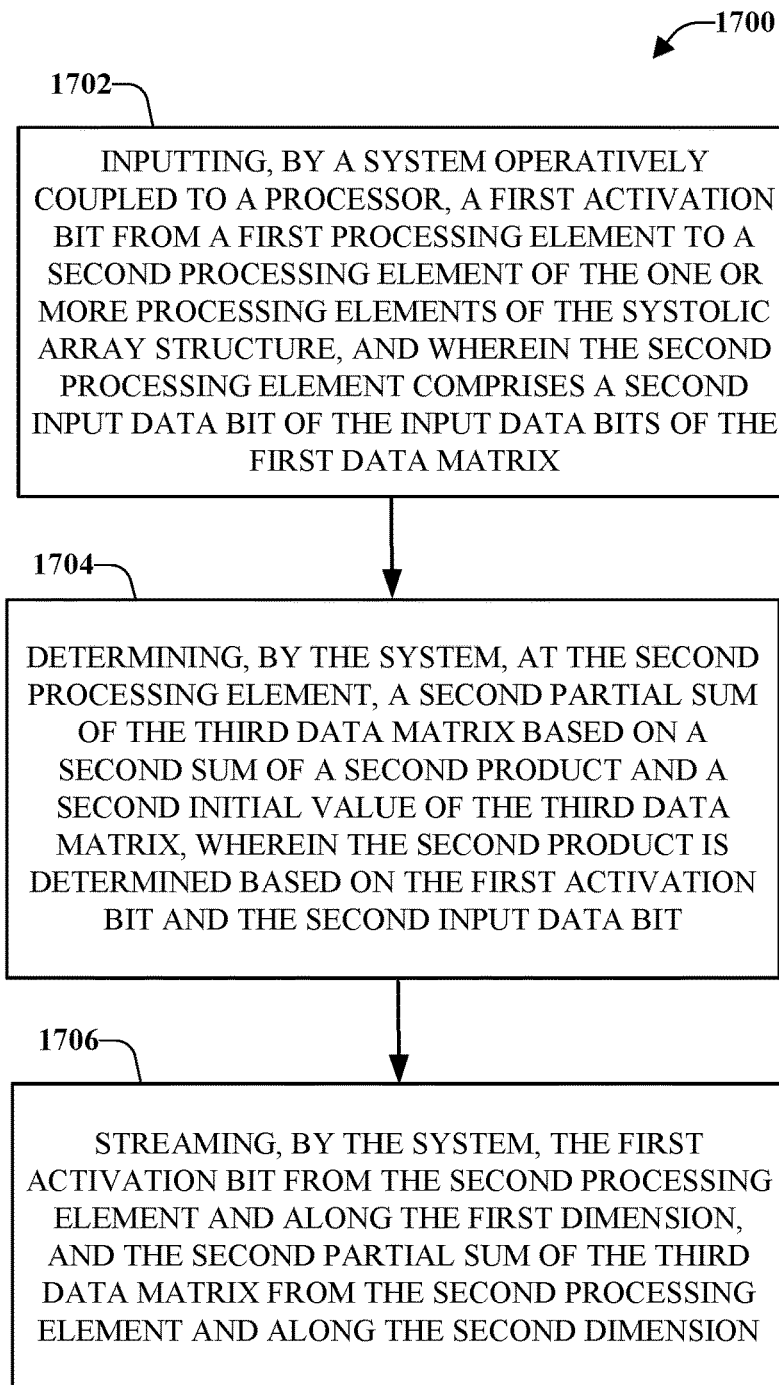 1700
1702
INPUTTING, BY A SYSTEM OPERATIVELY
COUPLED TO A PROCESSOR, A FIRST ACTIVATION
BIT FROM A FIRST PROCESSING ELEMENT TO A
SECOND PROCESSING ELEMENT OF THE ONE OR
MORE PROCESSING ELEMENTS OF THE SYSTOLIC
ARRAY STRUCTURE, AND WHEREIN THE SECOND
PROCESSING ELEMENT COMPRISES A SECOND
INPUT DATA BIT OF THE INPUT DATA BITS OF THE
FIRST DATA MATRIX
1704
DETERMINING, BY THE SYSTEM, AT THE SECOND
PROCESSING ELEMENT, A SECOND PARTIAL SUM
OF THE THIRD DATA MATRIX BASED ON A
SECOND SUM OF A SECOND PRODUCT AND A
SECOND INITIAL VALUE OF THE THIRD DATA
MATRIX, WHEREIN THE SECOND PRODUCT IS
DETERMINED BASED ON THE FIRST ACTIVATION
BIT AND THE SECOND INPUT DATA BIT
1706
STREAMING, BY THE SYSTEM, THE FIRST
ACTIVATION BIT FROM THE SECOND PROCESSING
ELEMENT AND ALONG THE FIRST DIMENSION,
AND THE SECOND PARTIAL SUM OF THE THIRD
DATA MATRIX FROM THE SECOND PROCESSING
ELEMENT AND ALONG THE SECOND DIMENSION